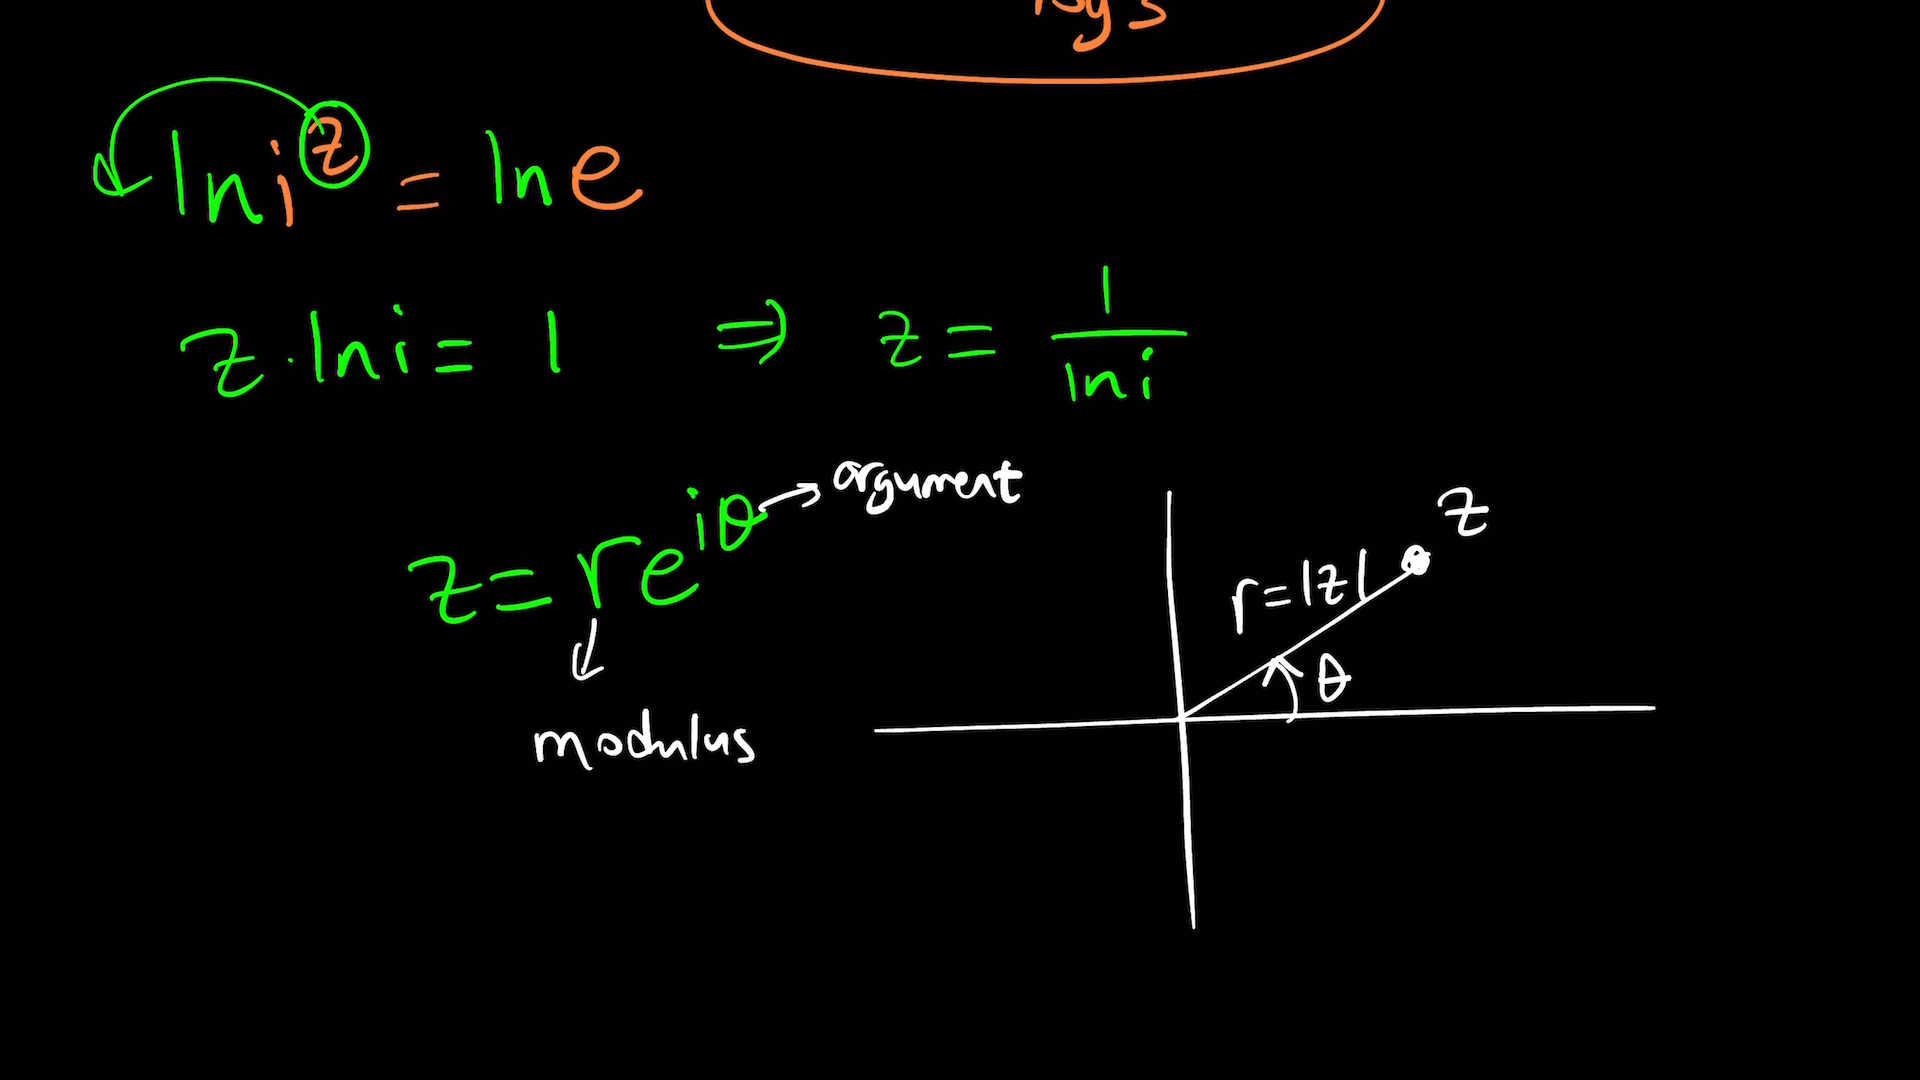 ln i^z = ln e
z · ln i = 1 ⇒ z = 1/ln i
z = re^iθ → argument
modulus
z
r = |z|
θ